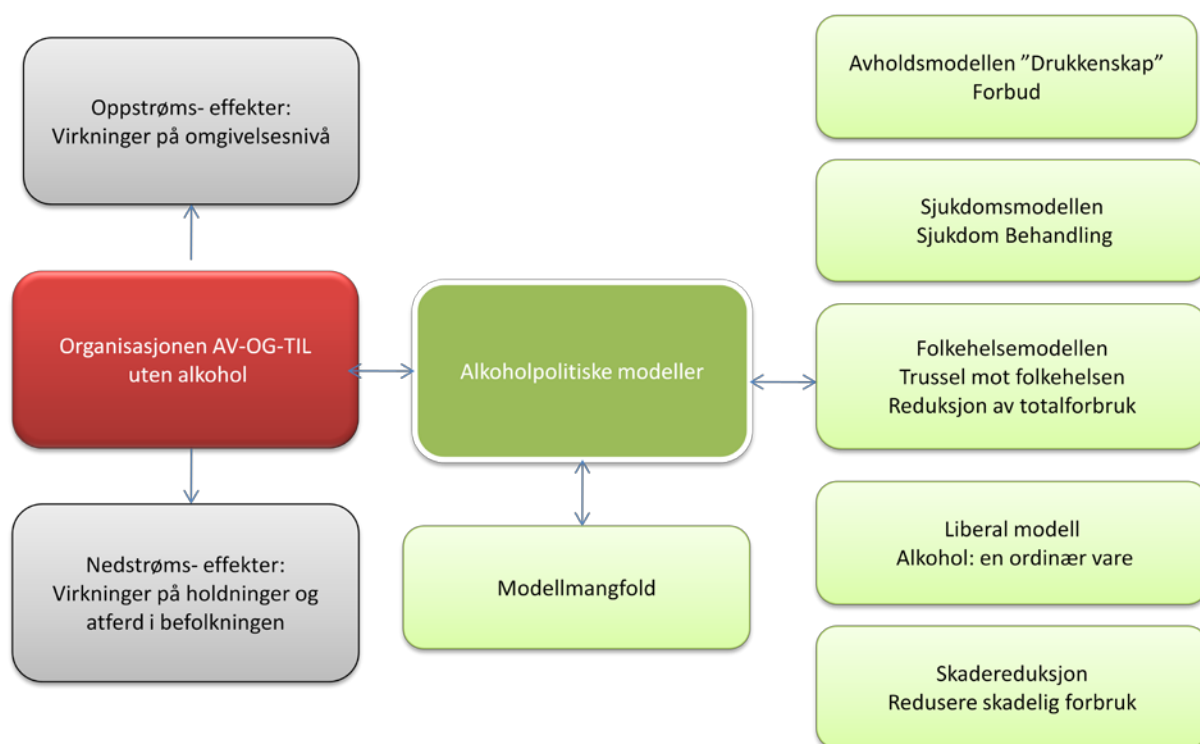 Oppstrøms- effekter:
Virkninger på omgivelsesnivå
Organisasjonen AV-OG-TIL
uten alkohol
Nedstrøms- effekter:
Virkninger på holdninger og
atferd i befolkningen
Alkoholpolitiske modeller
Modellmangfold
Avholdsmodellen ”Drukkenskap”
Forbud
Sjukdomsmodellen
Sjukdom Behandling
Folkehelsemodellen
Trussel mot folkehelsen
Reduksjon av totalforbruk
Liberal modell
Alkohol: en ordinær vare
Skadereduksjon
Redusere skadelig forbruk